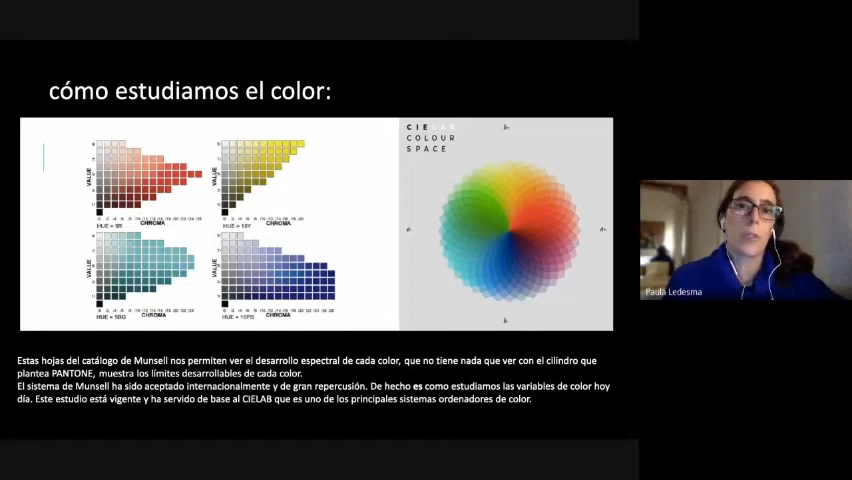 cómo estudiamos el color:
CIELAB
COLOUR
SPACE
b+
a-
a+
VALUE
CHROMA
HUE = 5R
VALUE
CHROMA
HUE = 10Y
VALUE
CHROMA
HUE = 5BG
VALUE
CHROMA
HUE = 10PB
Paula Ledesma
Estas hojas del catálogo de Munsell nos permiten ver el desarrollo espectral de cada color, que no tiene nada que ver con el cilindro que
plantea PANTONE, muestra los límites desarrollables de cada color.
El sistema de Munsell ha sido aceptado internacionalmente y de gran repercusión. De hecho es como estudiamos las variables de color hoy
día. Este estudio está vigente y ha servido de base al CIELAB que es uno de los principales sistemas ordenadores de color.